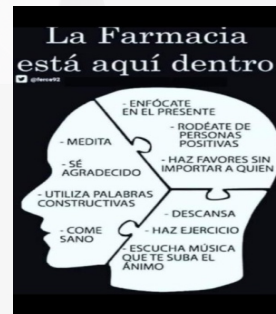 La Farmacia
está aquí dentro
@ferce92
- ENFÓCATE
EN EL PRESENTE
- RODÉATE DE
PERSONAS
POSITIVAS
- HAZ FAVORES SIN
IMPORTAR A QUIEN
- MEDITA
- SÉ
AGRADECIDO
- UTILIZA PALABRAS
CONSTRUCTIVAS
- COME
SANO
- DESCANSA
- HAZ EJERCICIO
- ESCUCHA MÚSICA
QUE TE SUBA EL
ÁNIMO